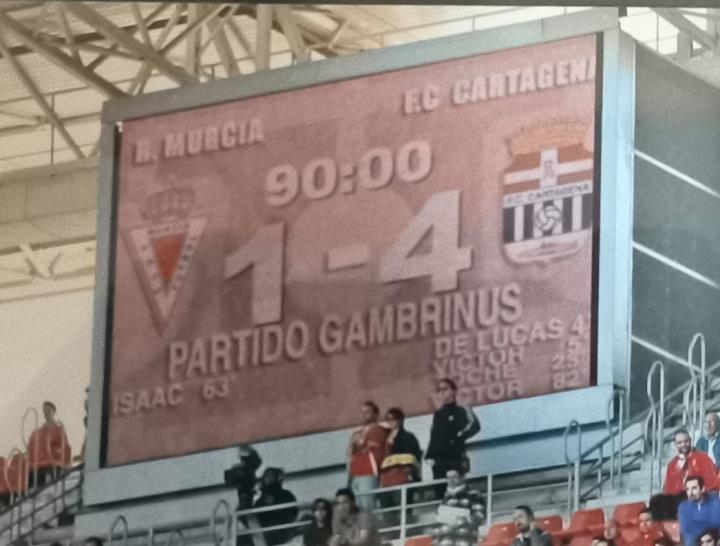 R. MURCIA
F.C CARTAGENA
90:00
1-4
F.C. CARTAGENA
PARTIDO GAMBRINUS
DE LUCAS 4
VICTOR 5'
ISAAC 63'
25'
VICTOR 82'